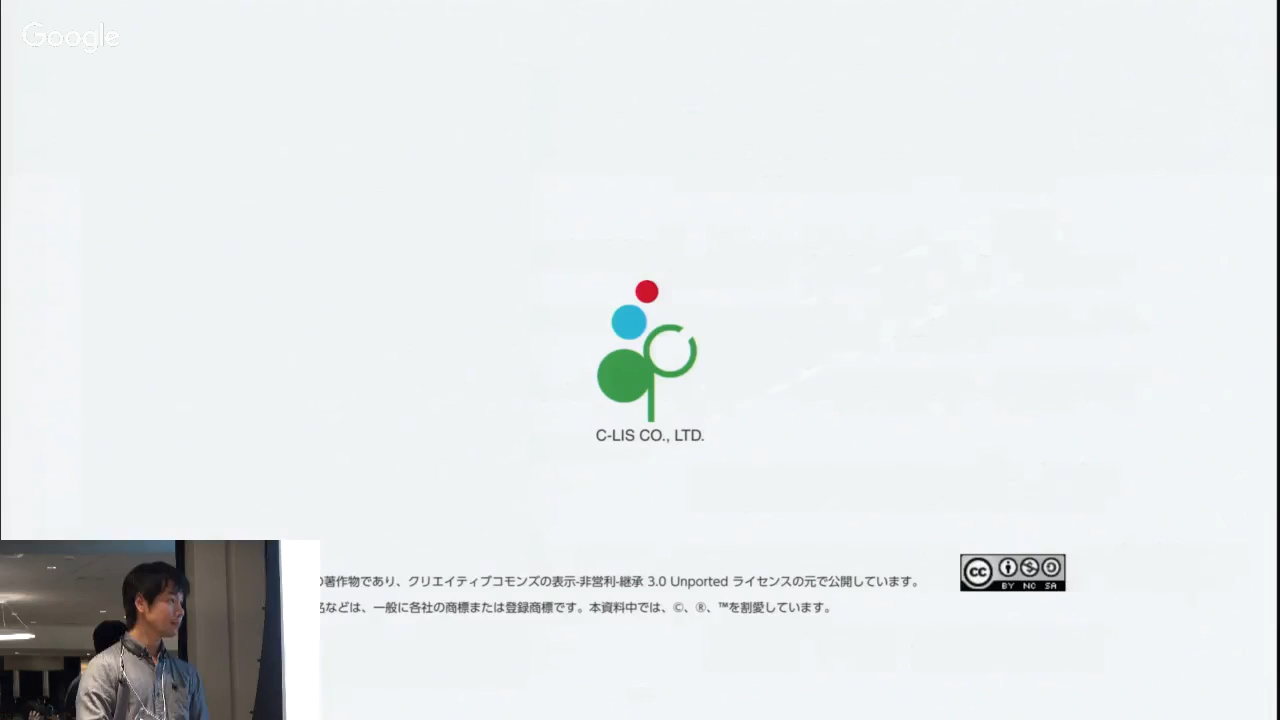 Google
C-LIS CO., LTD.
著作物であり、クリエイティブコモンズの表示-非営利-継承 3.0 Unported ライセンスの元で公開しています。
cc
BY NC SA
などは、一般に各社の商標または登録商標です。本資料中では、©、®、™を割愛しています。